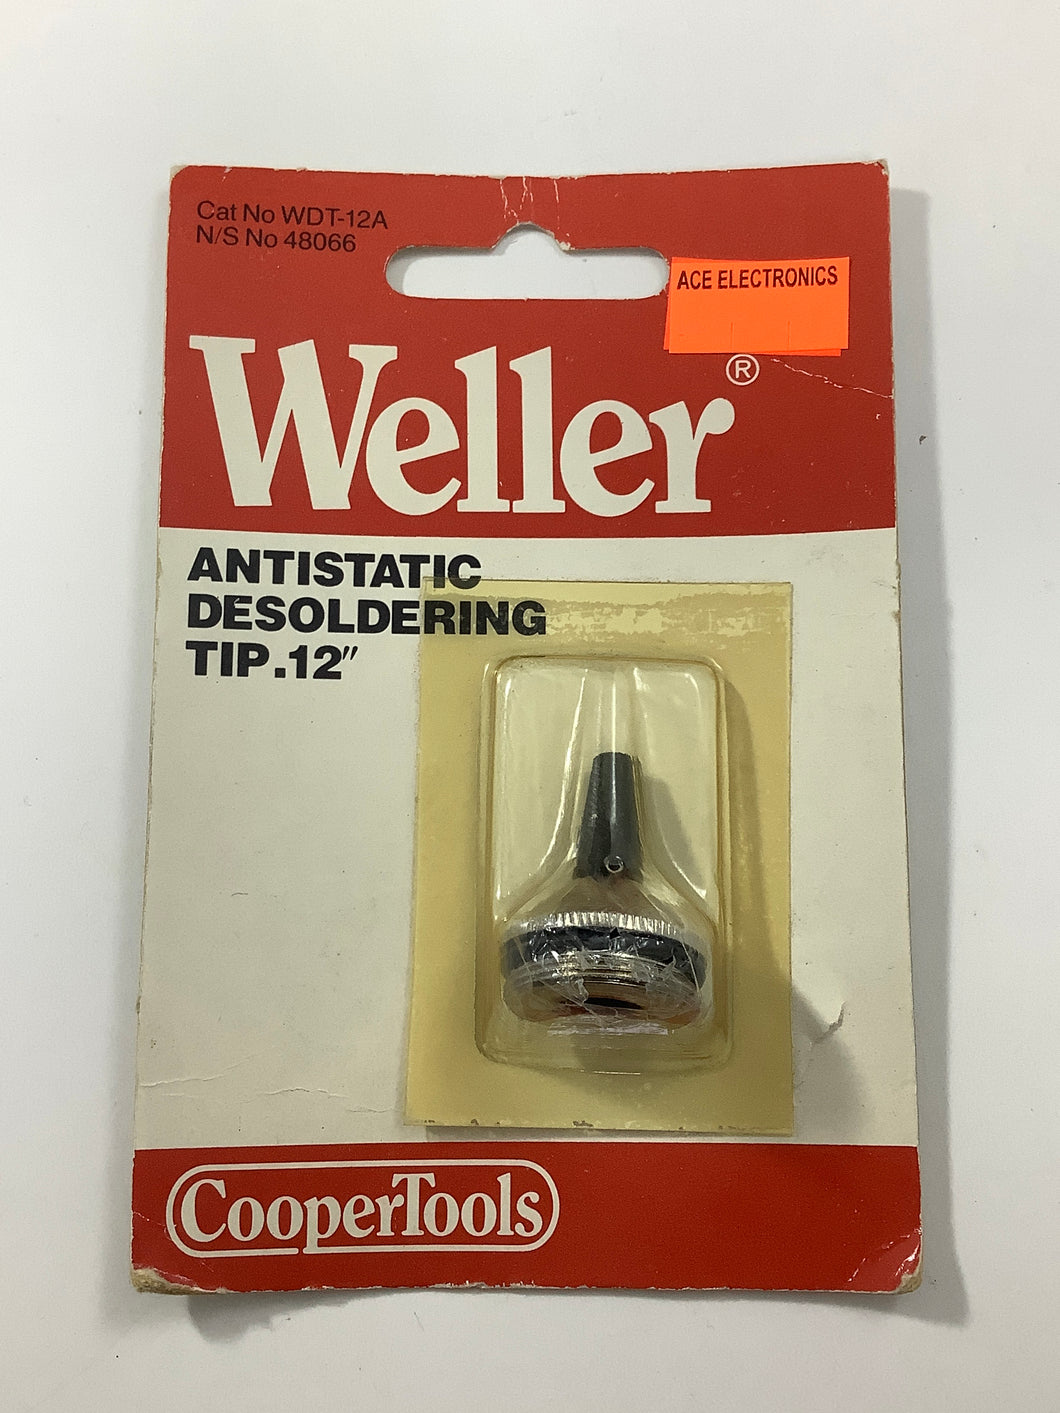 Cat No WDT-12A
N/S No 48066
ACE ELECTRONICS
Weller®
ANTISTATIC
DESOLDERING
TIP.12"
CooperTools